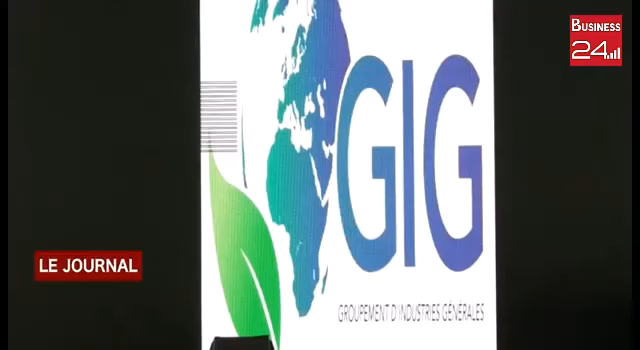 BUSINESS
24
GIG
GROUPEMENT D'INDUSTRIES GÉNÉRALES
LE JOURNAL